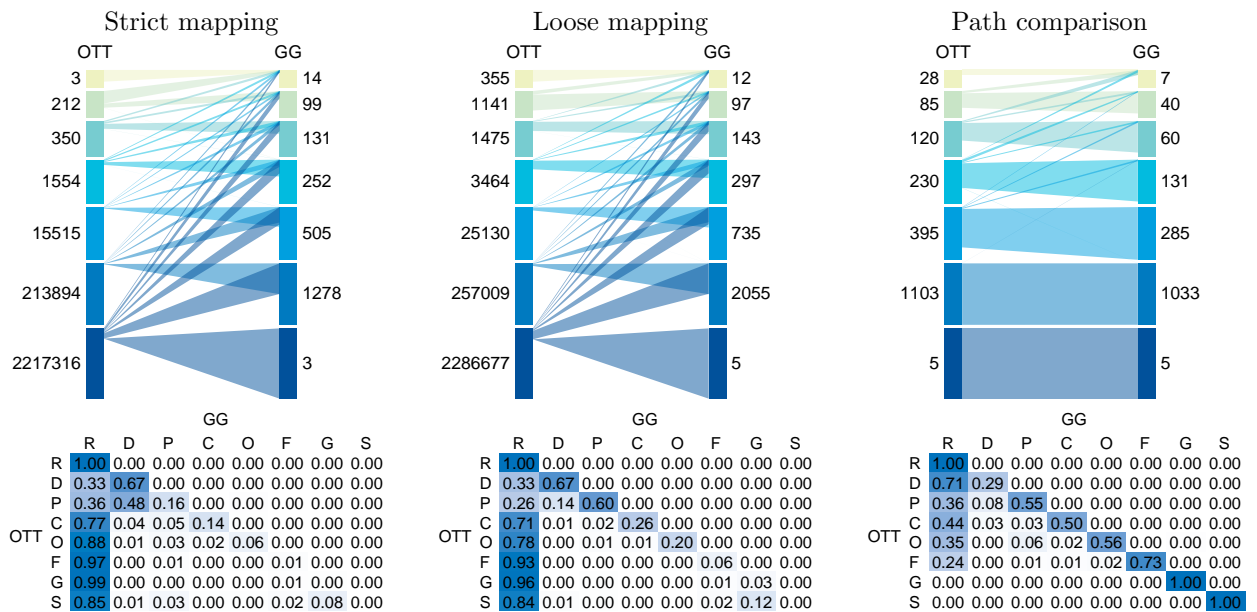 Strict mapping
OTT GG
3 14
212 99
350 131
1554 252
15515 505
213894 1278
2217316 3
GG
R D P C O F G S
R 1.00 0.00 0.00 0.00 0.00 0.00 0.00 0.00
D 0.33 0.67 0.00 0.00 0.00 0.00 0.00 0.00
P 0.36 0.48 0.16 0.00 0.00 0.00 0.00 0.00
C 0.77 0.04 0.05 0.14 0.00 0.00 0.00 0.00
OTT
O 0.88 0.01 0.03 0.02 0.06 0.00 0.00 0.00
F 0.97 0.00 0.01 0.00 0.00 0.01 0.00 0.00
G 0.99 0.00 0.00 0.00 0.00 0.01 0.00 0.00
S 0.85 0.01 0.03 0.00 0.00 0.02 0.08 0.00
Loose mapping
OTT GG
355 12
1141 97
1475 143
3464 297
25130 735
257009 2055
2286677 5
GG
R D P C O F G S
R 1.00 0.00 0.00 0.00 0.00 0.00 0.00 0.00
D 0.33 0.67 0.00 0.00 0.00 0.00 0.00 0.00
P 0.26 0.14 0.60 0.00 0.00 0.00 0.00 0.00
C 0.71 0.01 0.02 0.26 0.00 0.00 0.00 0.00
OTT
O 0.78 0.00 0.01 0.01 0.20 0.00 0.00 0.00
F 0.93 0.00 0.00 0.00 0.00 0.06 0.00 0.00
G 0.96 0.00 0.00 0.00 0.00 0.01 0.03 0.00
S 0.84 0.01 0.00 0.00 0.00 0.02 0.12 0.00
Path comparison
OTT GG
28 7
85 40
120 60
230 131
395 285
1103 1033
5 5
GG
R D P C O F G S
R 1.00 0.00 0.00 0.00 0.00 0.00 0.00 0.00
D 0.71 0.29 0.00 0.00 0.00 0.00 0.00 0.00
P 0.36 0.08 0.55 0.00 0.00 0.00 0.00 0.00
C 0.44 0.03 0.03 0.50 0.00 0.00 0.00 0.00
OTT
O 0.35 0.00 0.06 0.02 0.56 0.00 0.00 0.00
F 0.24 0.00 0.01 0.01 0.02 0.73 0.00 0.00
G 0.00 0.00 0.00 0.00 0.00 0.00 1.00 0.00
S 0.00 0.00 0.00 0.00 0.00 0.00 0.00 1.00